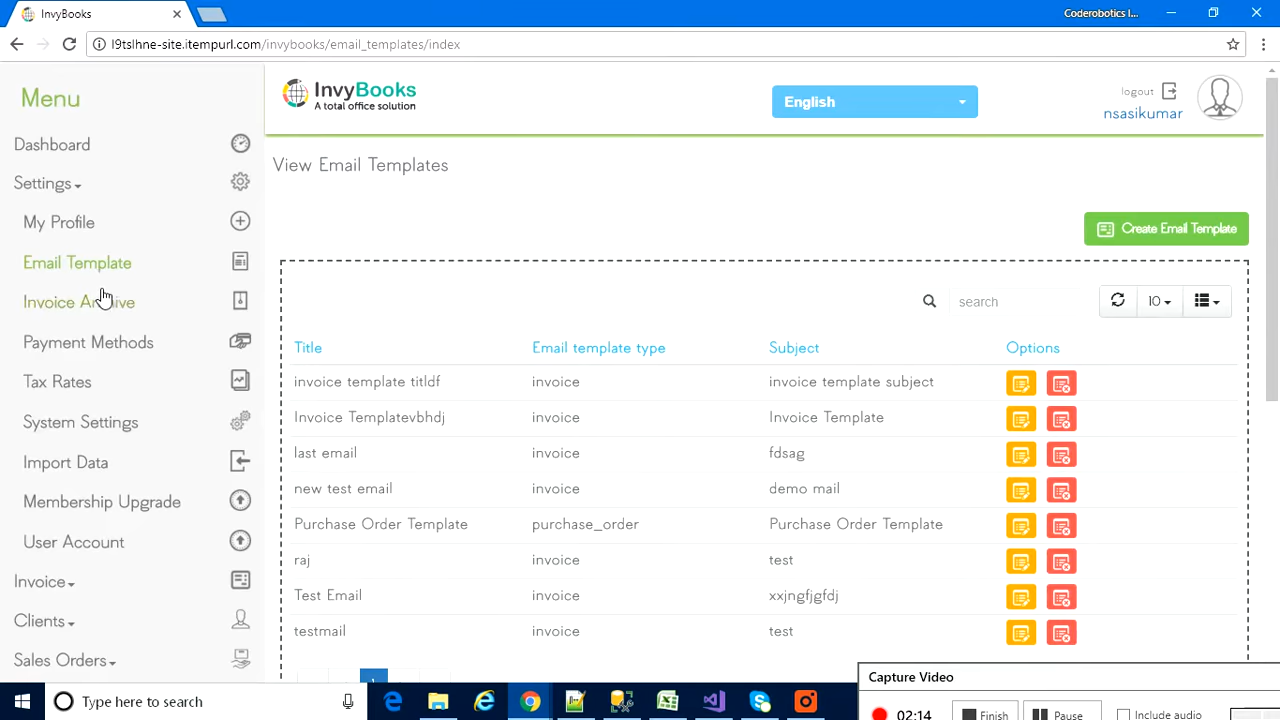 InvyBooks
Coderobotics I...
l9tslhne-site.itempurl.com/invybooks/email_templates/index
Menu
InvyBooks
A total office solution
English
logout
nsasikumar
Dashboard
Settings
My Profile
Email Template
Invoice Archive
Payment Methods
Tax Rates
System Settings
Import Data
Membership Upgrade
User Account
Invoice
Clients
Sales Orders
View Email Templates
Create Email Template
search
10
Title Email template type Subject Options
invoice template titldf invoice invoice template subject
Invoice Templatevbhdj invoice Invoice Template
last email invoice fdsag
new test email invoice demo mail
Purchase Order Template purchase_order Purchase Order Template
raj invoice test
Test Email invoice xxjngfjgfdj
testmail invoice test
1
Capture Video
02:14 Finish Pause Include audio
Type here to search